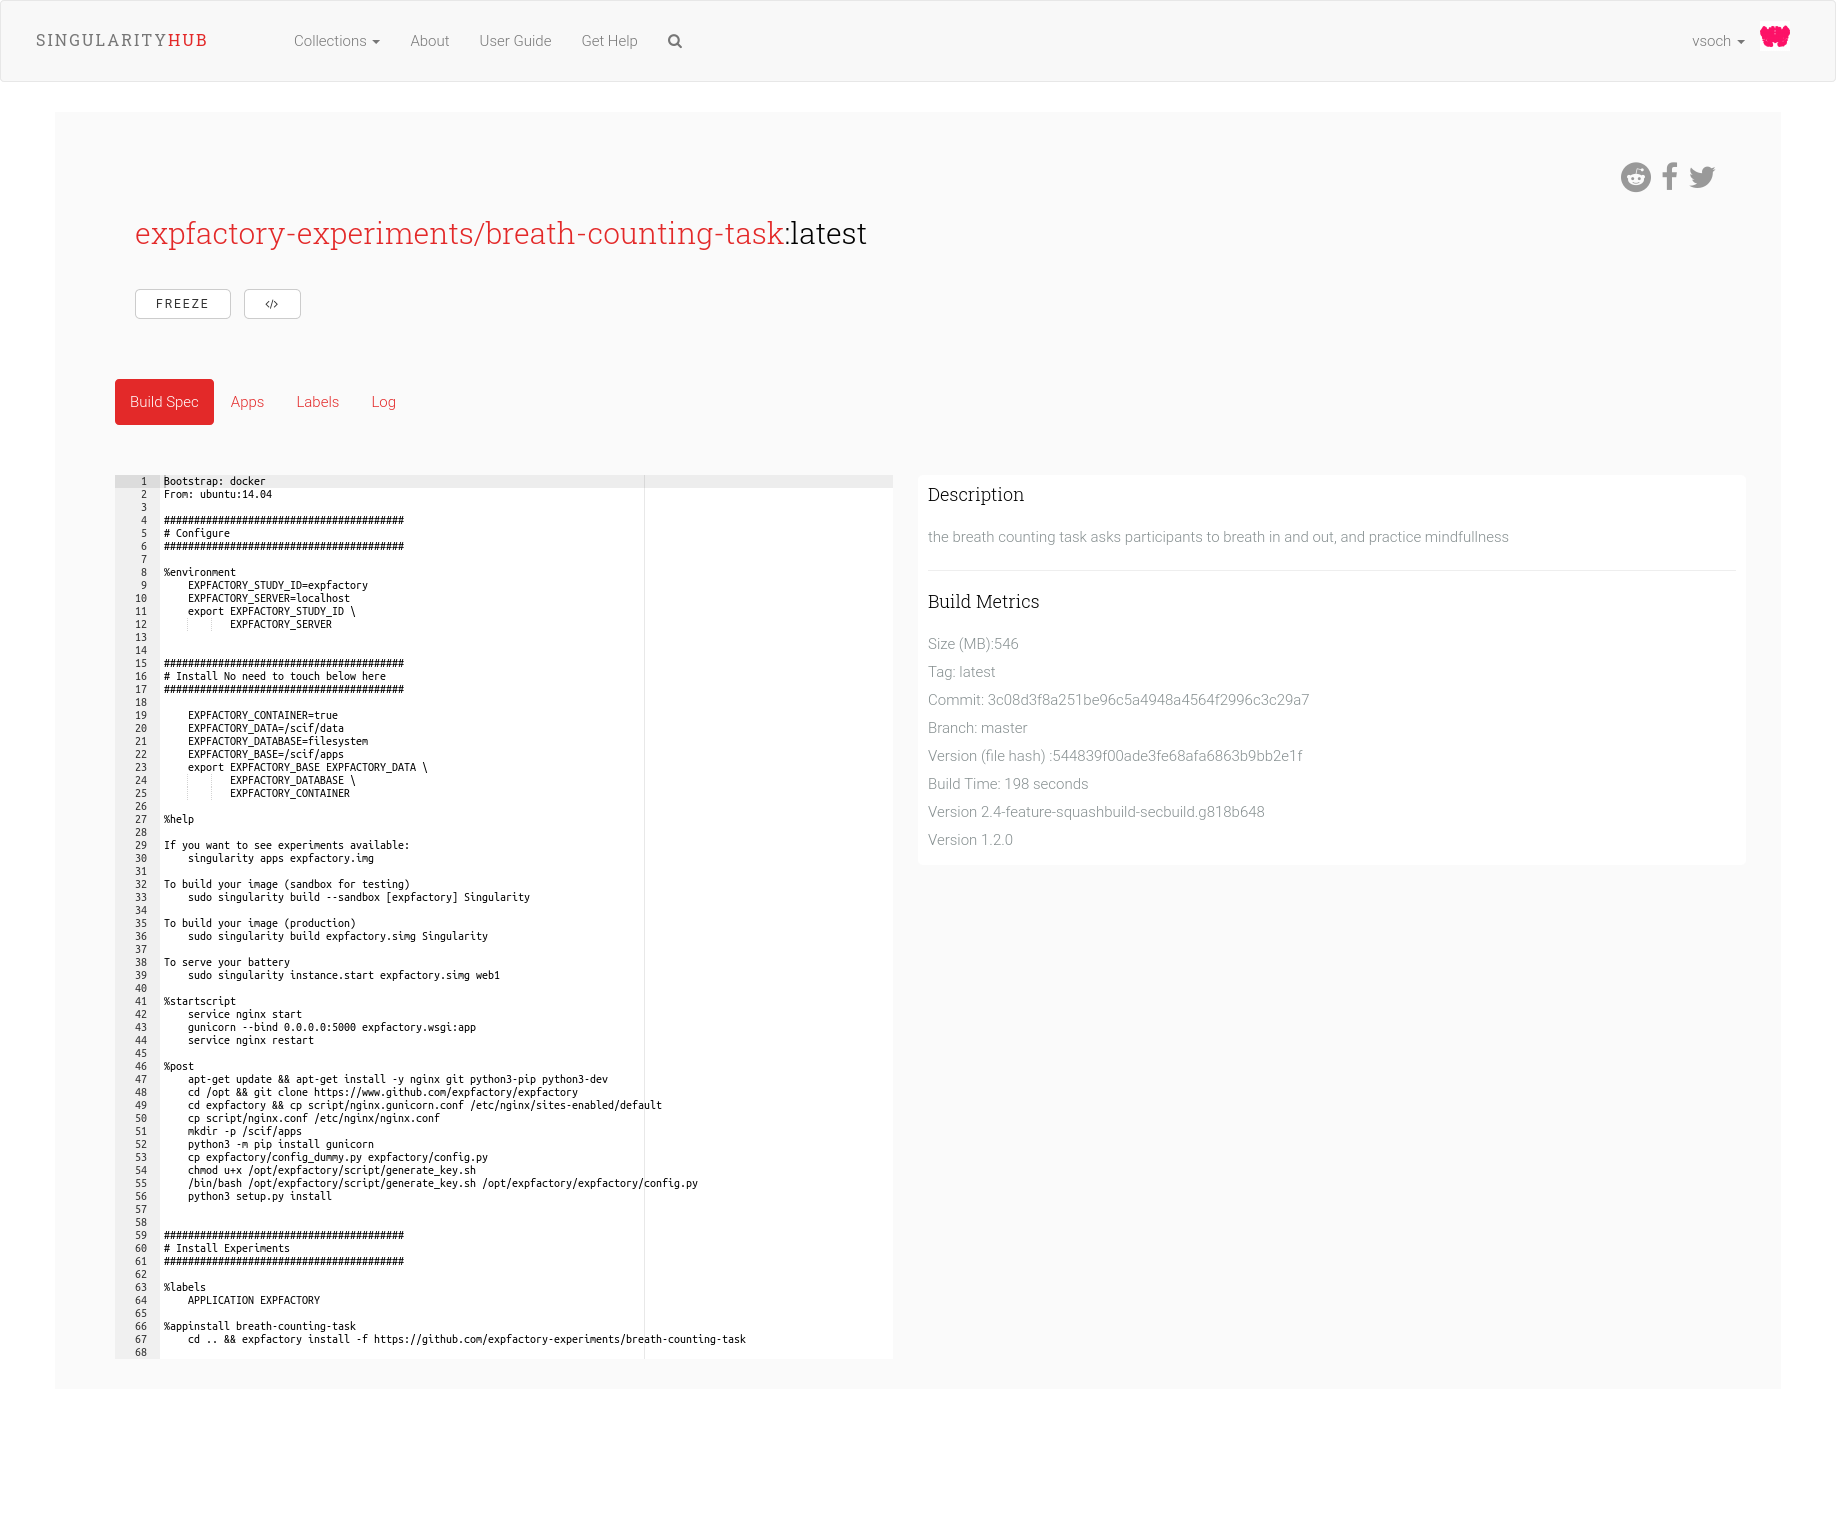 SINGULARITYHUB
Collections
About
User Guide
Get Help
vsoch
expfactory-experiments/breath-counting-task:latest
FREEZE
</>
Build Spec
Apps
Labels
Log
1 Bootstrap: docker
2 From: ubuntu:14.04
3
4 ########################################
5 # Configure
6 ########################################
7
8 %environment
9     EXPFACTORY_STUDY_ID=expfactory
10     EXPFACTORY_SERVER=localhost
11     export EXPFACTORY_STUDY_ID \
12            EXPFACTORY_SERVER
13
14
15 ########################################
16 # Install No need to touch below here
17 ########################################
18
19     EXPFACTORY_CONTAINER=true
20     EXPFACTORY_DATA=/scif/data
21     EXPFACTORY_DATABASE=filesystem
22     EXPFACTORY_BASE=/scif/apps
23     export EXPFACTORY_BASE EXPFACTORY_DATA \
24            EXPFACTORY_DATABASE \
25            EXPFACTORY_CONTAINER
26
27 %help
28
29 If you want to see experiments available:
30     singularity apps expfactory.img
31
32 To build your image (sandbox for testing)
33     sudo singularity build --sandbox [expfactory] Singularity
34
35 To build your image (production)
36     sudo singularity build expfactory.simg Singularity
37
38 To serve your battery
39     sudo singularity instance.start expfactory.simg web1
40
41 %startscript
42     service nginx start
43     gunicorn --bind 0.0.0.0:5000 expfactory.wsgi:app
44     service nginx restart
45
46 %post
47     apt-get update && apt-get install -y nginx git python3-pip python3-dev
48     cd /opt && git clone https://www.github.com/expfactory/expfactory
49     cd expfactory && cp script/nginx.gunicorn.conf /etc/nginx/sites-enabled/default
50     cp script/nginx.conf /etc/nginx/nginx.conf
51     mkdir -p /scif/apps
52     python3 -m pip install gunicorn
53     cp expfactory/config_dummy.py expfactory/config.py
54     chmod u+x /opt/expfactory/script/generate_key.sh
55     /bin/bash /opt/expfactory/script/generate_key.sh /opt/expfactory/expfactory/config.py
56     python3 setup.py install
57
58
59 ########################################
60 # Install Experiments
61 ########################################
62
63 %labels
64     APPLICATION EXPFACTORY
65
66 %appinstall breath-counting-task
67     cd .. && expfactory install -f https://github.com/expfactory-experiments/breath-counting-task
68
Description
the breath counting task asks participants to breath in and out, and practice mindfullness
Build Metrics
Size (MB):546
Tag: latest
Commit: 3c08d3f8a251be96c5a4948a4564f2996c3c29a7
Branch: master
Version (file hash) :544839f00ade3fe68afa6863b9bb2e1f
Build Time: 198 seconds
Version 2.4-feature-squashbuild-secbuild.g818b648
Version 1.2.0